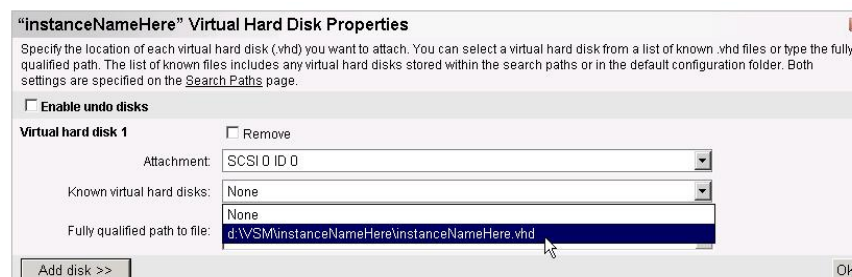 “instanceNameHere” Virtual Hard Disk Properties
Specify the location of each virtual hard disk (.vhd) you want to attach. You can select a virtual hard disk from a list of known .vhd files or type the fully
qualified path. The list of known files includes any virtual hard disks stored within the search paths or in the default configuration folder. Both
settings are specified on the Search Paths page.
Enable undo disks
Virtual hard disk 1
Remove
Attachment: SCSI 0 ID 0
Known virtual hard disks: None
None
Fully qualified path to file: d:\VSM\instanceNameHere\instanceNameHere.vhd
Add disk >>